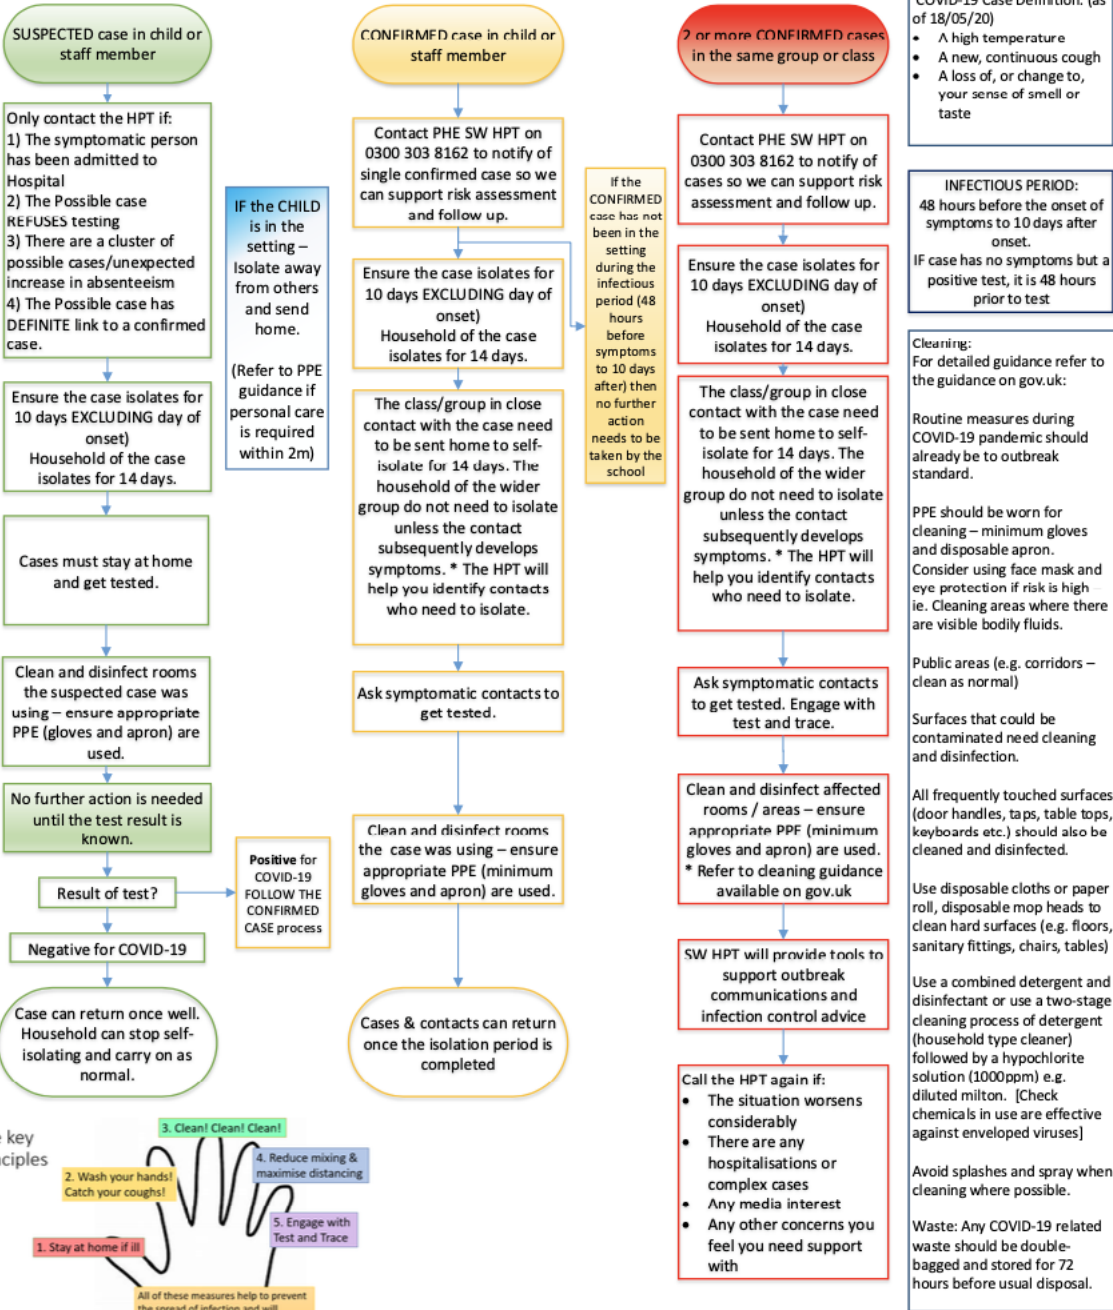 SUSPECTED case in child or
staff member
Only contact the HPT if:
1) The symptomatic person
has been admitted to
Hospital
2) The Possible case
REFUSES testing
3) There are a cluster of
possible cases/unexpected
increase in absenteeism
4) The Possible case has
DEFINITE link to a confirmed
case.
Ensure the case isolates for
10 days EXCLUDING day of
onset)
Household of the case
isolates for 14 days.
Cases must stay at home
and get tested.
Clean and disinfect rooms
the suspected case was
using – ensure appropriate
PPE (gloves and apron) are
used.
No further action is needed
until the test result is
known.
Result of test?
Negative for COVID-19
Case can return once well.
Household can stop self-
isolating and carry on as
normal.
IF the CHILD
is in the
setting –
Isolate away
from others
and send
home.
(Refer to PPE
guidance if
personal care
is required
within 2m)
Positive for
COVID-19
FOLLOW THE
CONFIRMED
CASE process
CONFIRMED case in child or
staff member
Contact PHE SW HPT on
0300 303 8162 to notify of
single confirmed case so we
can support risk assessment
and follow up.
Ensure the case isolates for
10 days EXCLUDING day of
onset)
Household of the case
isolates for 14 days.
The class/group in close
contact with the case need
to be sent home to self-
isolate for 14 days. The
household of the wider
group do not need to isolate
unless the contact
subsequently develops
symptoms. * The HPT will
help you identify contacts
who need to isolate.
Ask symptomatic contacts to
get tested.
Clean and disinfect rooms
the case was using – ensure
appropriate PPE (minimum
gloves and apron) are used.
Cases & contacts can return
once the isolation period is
completed
If the
CONFIRMED
case has not
been in the
setting
during the
infectious
period (48
hours
before
symptoms
to 10 days
after) then
no further
action
needs to be
taken by the
school
2 or more CONFIRMED cases
in the same group or class
Contact PHE SW HPT on
0300 303 8162 to notify of
cases so we can support risk
assessment and follow up.
Ensure the case isolates for
10 days EXCLUDING day of
onset)
Household of the case
isolates for 14 days.
The class/group in close
contact with the case need
to be sent home to self-
isolate for 14 days. The
household of the wider
group do not need to isolate
unless the contact
subsequently develops
symptoms. * The HPT will
help you identify contacts
who need to isolate.
Ask symptomatic contacts
to get tested. Engage with
test and trace.
Clean and disinfect affected
rooms / areas – ensure
appropriate PPE (minimum
gloves and apron) are used.
* Refer to cleaning guidance
available on gov.uk
SW HPT will provide tools to
support outbreak
communications and
infection control advice
Call the HPT again if:
• The situation worsens
considerably
• There are any
hospitalisations or
complex cases
• Any media interest
• Any other concerns you
feel you need support
with
COVID-19 Case Definition: (as
of 18/05/20)
• A high temperature
• A new, continuous cough
• A loss of, or change to,
your sense of smell or
taste
INFECTIOUS PERIOD:
48 hours before the onset of
symptoms to 10 days after
onset.
IF case has no symptoms but a
positive test, it is 48 hours
prior to test
Cleaning:
For detailed guidance refer to
the guidance on gov.uk:
Routine measures during
COVID-19 pandemic should
already be to outbreak
standard.
PPE should be worn for
cleaning – minimum gloves
and disposable apron.
Consider using face mask and
eye protection if risk is high –
ie. Cleaning areas where there
are visible bodily fluids.
Public areas (e.g. corridors –
clean as normal)
Surfaces that could be
contaminated need cleaning
and disinfection.
All frequently touched surfaces
(door handles, taps, table tops,
keyboards etc.) should also be
cleaned and disinfected.
Use disposable cloths or paper
roll, disposable mop heads to
clean hard surfaces (e.g. floors,
sanitary fittings, chairs, tables)
Use a combined detergent and
disinfectant or use a two-stage
cleaning process of detergent
(household type cleaner)
followed by a hypochlorite
solution (1000ppm) e.g.
diluted milton. [Check
chemicals in use are effective
against enveloped viruses]
Avoid splashes and spray when
cleaning where possible.
Waste: Any COVID-19 related
waste should be double-
bagged and stored for 72
hours before usual disposal.
key
3. Clean! Clean! Clean!
2. Wash your hands!
Catch your coughs!
4. Reduce mixing &
maximise distancing
5. Engage with
Test and Trace
1. Stay at home if ill
All of these measures help to prevent
the spread of infection and will